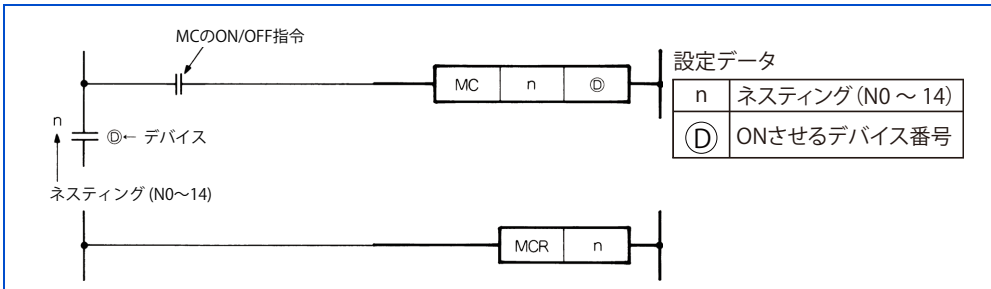 MCのON/OFF指令
MC n Ⓓ
n
Ⓓ← デバイス
ネスティング (N0～14)
MCR n
設定データ
n ネスティング (N0 ～ 14)
Ⓓ ONさせるデバイス番号